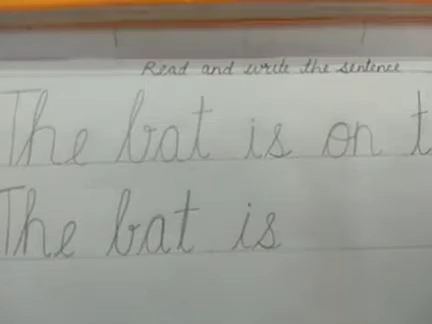 Read and write the sentence
The bat is on t
The bat is